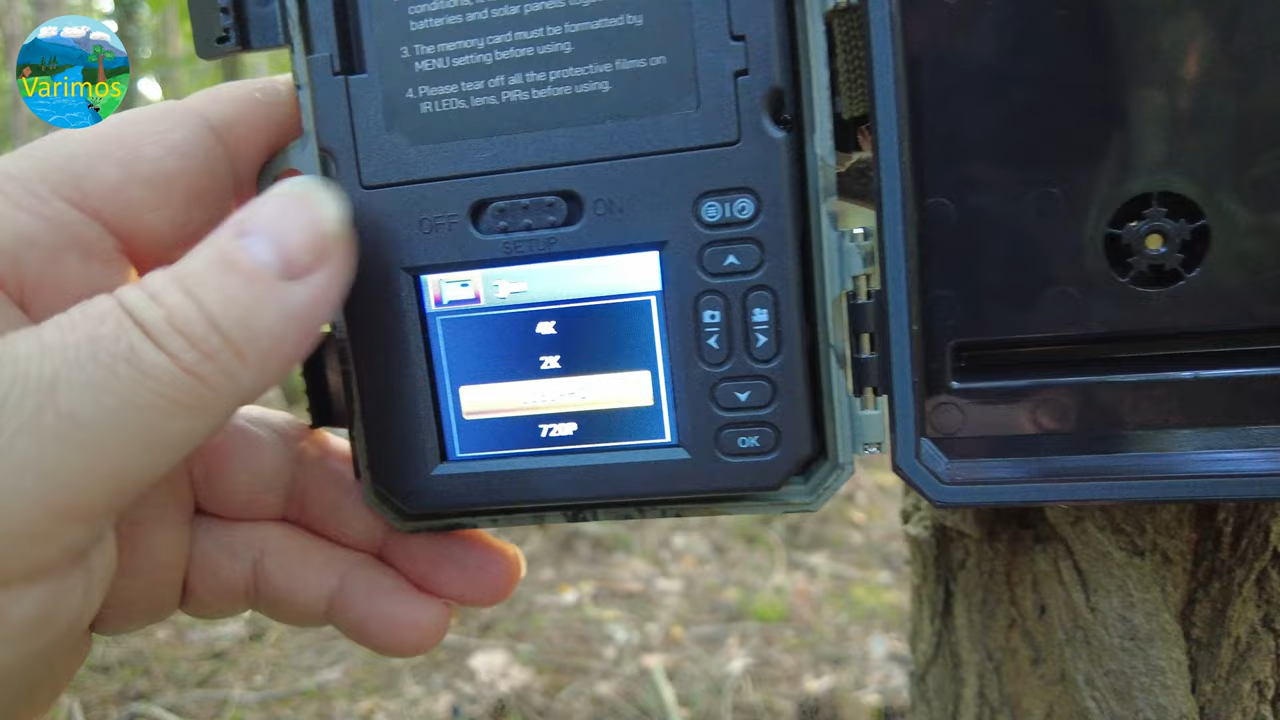 Varimos
conditions, it
batteries and solar panels
3. The memory card must be formatted by
MENU setting before using.
4. Please tear off all the protective films on
IR LEDs, lens, PIRs before using.
OFF
ON
SETUP
4K
2K
720P
OK